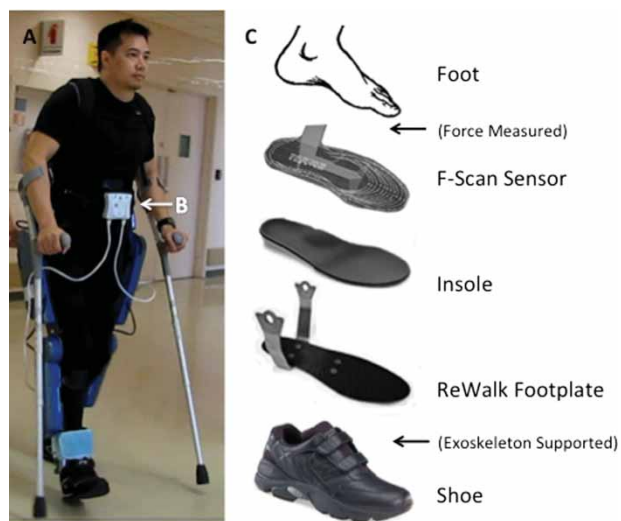 A
B
C
Foot
(Force Measured)
F-Scan Sensor
Insole
ReWalk Footplate
(Exoskeleton Supported)
Shoe